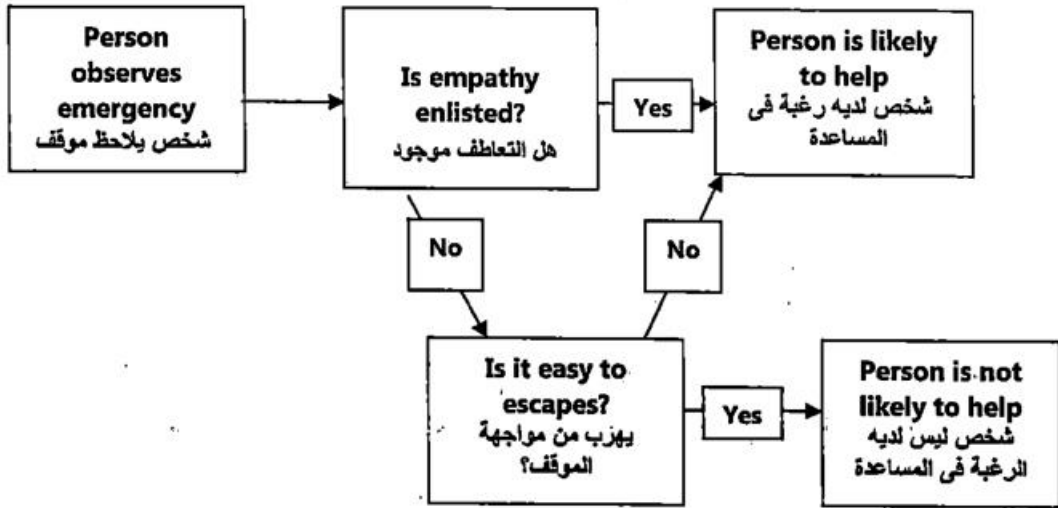 Person
observes
emergency
شخص يلاحظ موقف
Is empathy
enlisted?
هل التعاطف موجود
Yes
Person is likely
to help
شخص لديه رغبة فى
المساعدة
No
No
Is it easy to
escapes?
يهزب من مواجهة
الموقف؟
Yes
Person is not
likely to help
شخص ليس لديه
الرغبة فى المساعدة